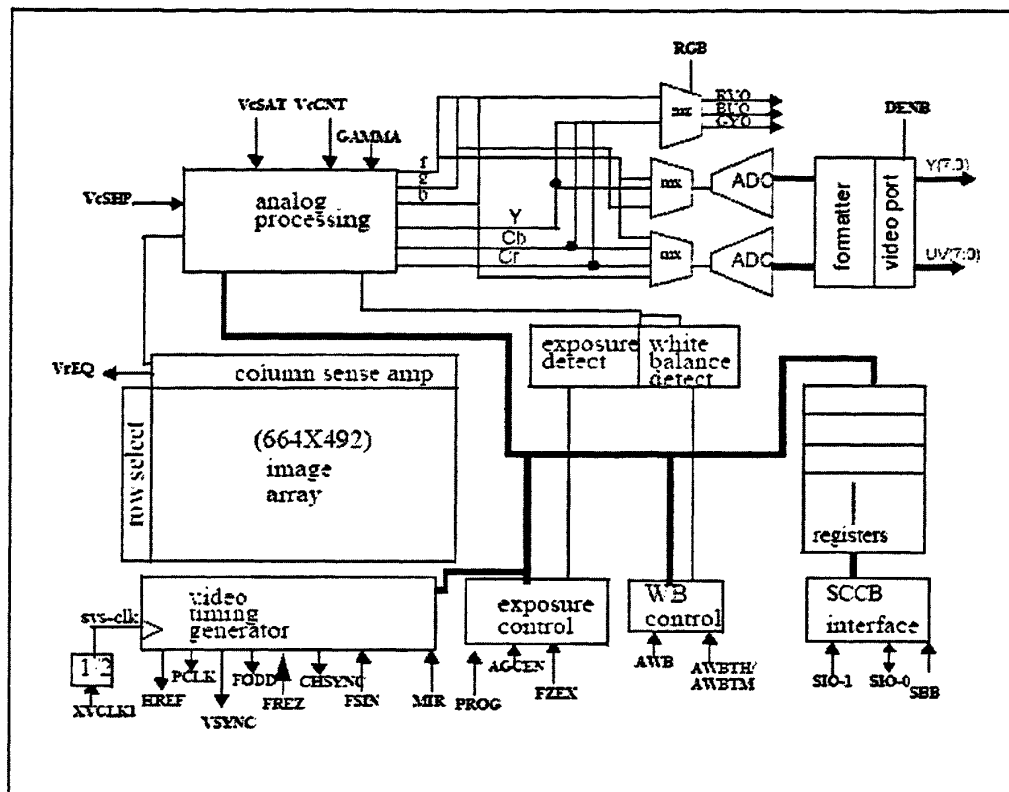 RGB
RVO
BUO
GYO
mx
DENB
VcSAT VcCNT
GAMMA
VcSHP
analog
processing
r
g
b
Y
Cb
Cr
mx
ADC
mx
ADC
formatter
video port
Y(7:0)
UV(7:0)
exposure
detect
white
balance
detect
VrEQ
column sense amp
row select
(664X492)
image
array
registers
sys-clk
video
timing
generator
exposure
control
WB
control
SCCB
interface
XVCLK1
HREF
PCLK
VSYNC
FODD
FREZ
CHSYNC
FSIN
MIR
PROG
AGCEN
FZEX
AWB
AWBTH/
AWBTM
SIO-1
SIO-0
SBB